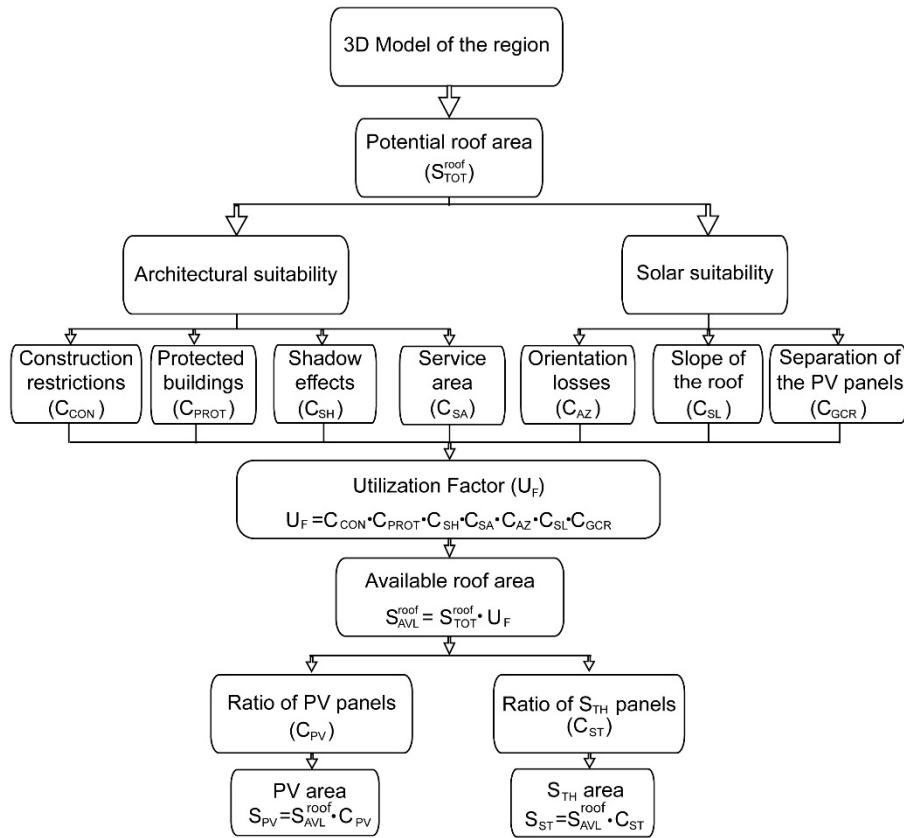 3D Model of the region
Potential roof area
(S_TOT^roof)
Architectural suitability
Solar suitability
Construction
restrictions
(C_CON)
Protected
buildings
(C_PROT)
Shadow
effects
(C_SH)
Service
area
(C_SA)
Orientation
losses
(C_AZ)
Slope of
the roof
(C_SL)
Separation of
the PV panels
(C_GCR)
Utilization Factor (U_F)
U_F =C_CON•C_PROT•C_SH•C_SA•C_AZ•C_SL•C_GCR
Available roof area
S_AVL^roof = S_TOT^roof • U_F
Ratio of PV panels
(C_PV)
Ratio of S_TH panels
(C_ST)
PV area
S_PV=S_AVL^roof•C_PV
S_TH area
S_ST=S_AVL^roof•C_ST